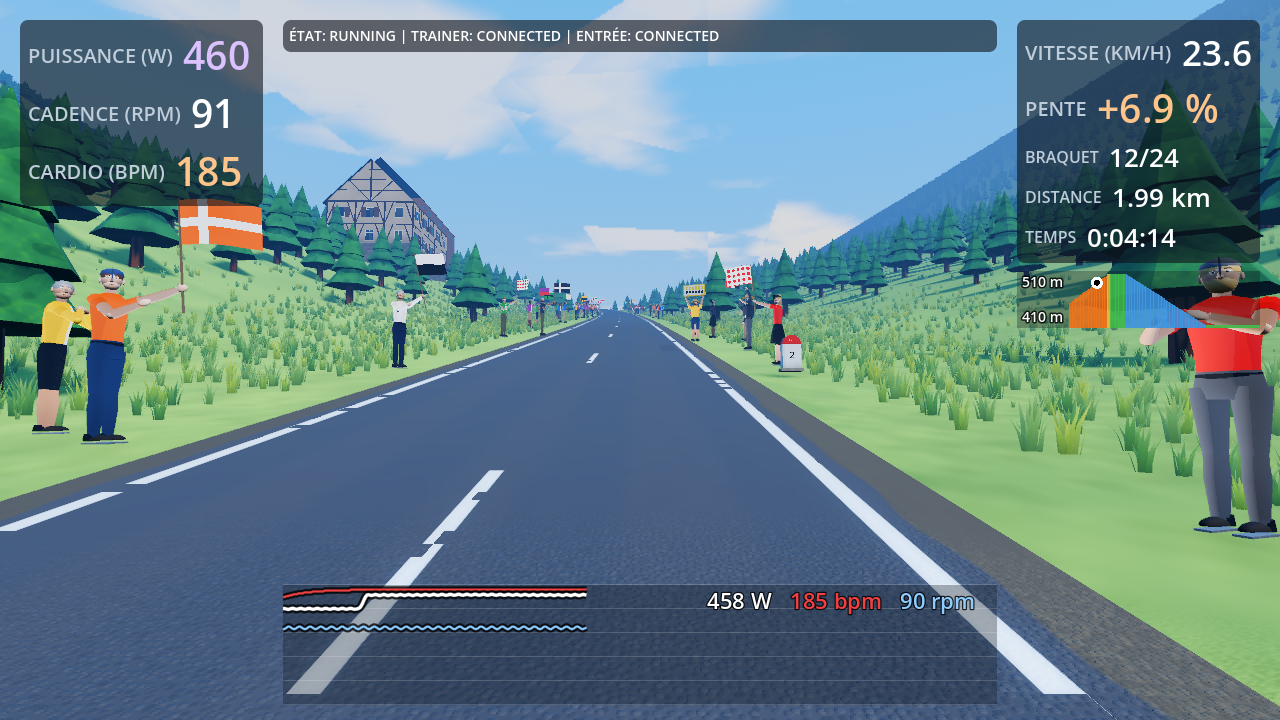 PUISSANCE (W) 460
CADENCE (RPM) 91
CARDIO (BPM) 185
ÉTAT: RUNNING | TRAINER: CONNECTED | ENTRÉE: CONNECTED
VITESSE (KM/H) 23.6
PENTE +6.9 %
BRAQUET 12/24
DISTANCE 1.99 km
TEMPS 0:04:14
510 m
410 m
2
458 W 185 bpm 90 rpm